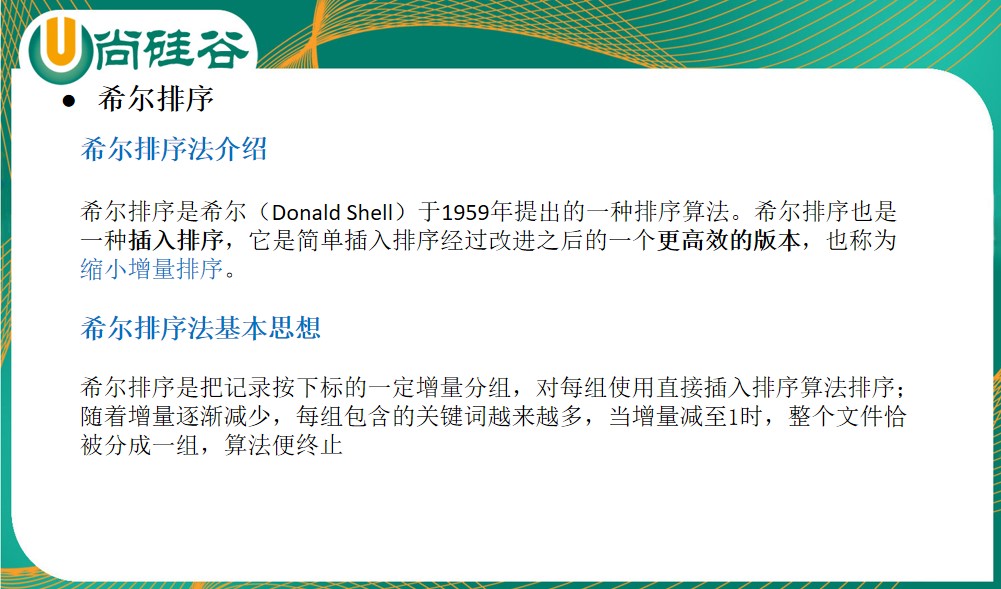 尚硅谷
● 希尔排序
希尔排序法介绍
希尔排序是希尔（Donald Shell）于1959年提出的一种排序算法。希尔排序也是
一种插入排序，它是简单插入排序经过改进之后的一个更高效的版本，也称为
缩小增量排序。
希尔排序法基本思想
希尔排序是把记录按下标的一定增量分组，对每组使用直接插入排序算法排序；
随着增量逐渐减少，每组包含的关键词越来越多，当增量减至1时，整个文件恰
被分成一组，算法便终止